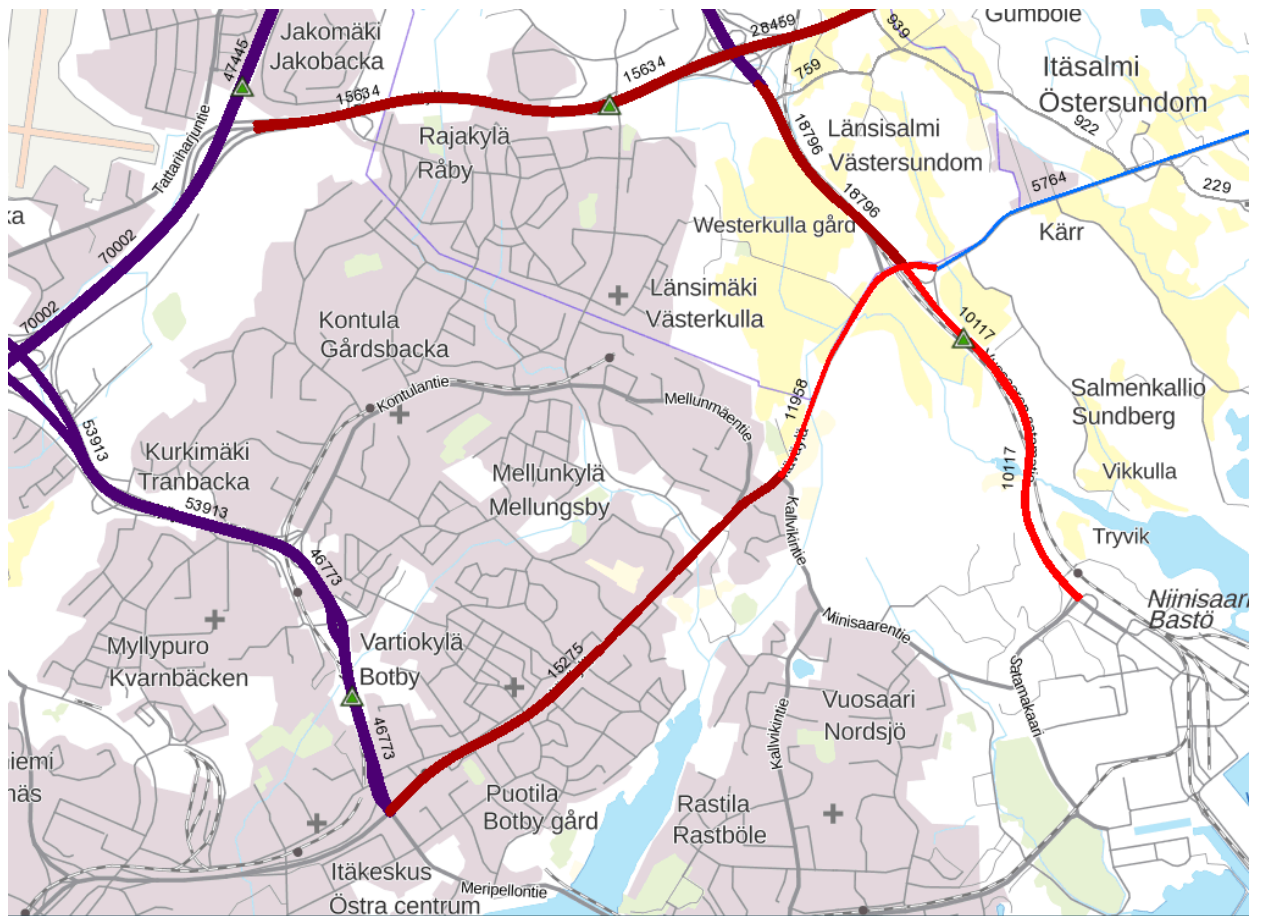 Jakomäki
Jakobacka
28459
939
Gumböle
47445
15634
15634
759
Itäsalmi
Östersundom
922
Rajakylä
Råby
Länsisalmi
Västersundom
18796
Tattariharjuntie
5764
229
ka
18796
Westerkulla gård
Kärr
70002
70002
Länsimäki
Västerkulla
Kontula
Gårdsbacka
10117
Kontulantie
Mellunmäentie
11958
Salmenkallio
Sundberg
53913
Kurkimäki
Tranbacka
Mellunkylä
Mellungsby
10117
Vikkulla
53913
Kallvikintie
Tryvik
46773
Niinisaari
Bastö
Minisaarentie
Myllypuro
Kvarnbäcken
Vartiokylä
Botby
15275
Satamakaari
Vuosaari
Nordsjö
46773
Kallvikintie
niemi
näs
Puotila
Botby gård
Rastila
Rastböle
Itäkeskus
Östra centrum
Meripellontie